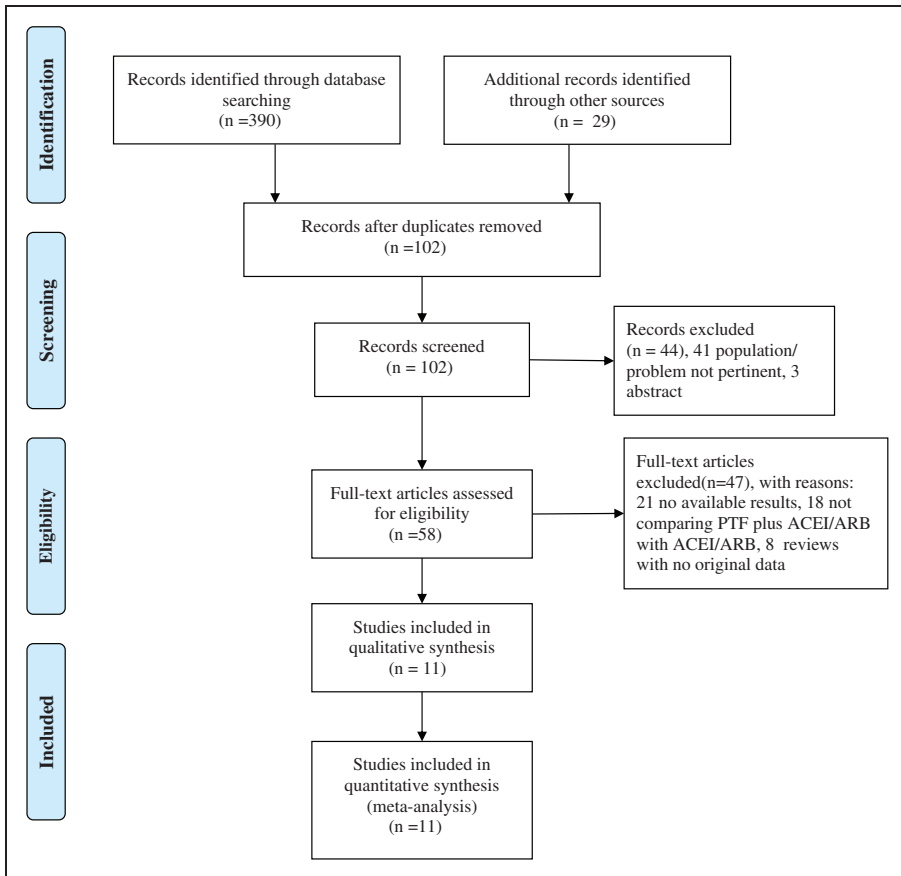 Identification
Records identified through database
searching
(n =390)
Additional records identified
through other sources
(n = 29)
Records after duplicates removed
(n =102)
Screening
Records screened
(n = 102)
Records excluded
(n = 44), 41 population/
problem not pertinent, 3
abstract
Eligibility
Full-text articles assessed
for eligibility
(n =58)
Full-text articles
excluded(n=47), with reasons:
21 no available results, 18 not
comparing PTF plus ACEI/ARB
with ACEI/ARB, 8 reviews
with no original data
Studies included in
qualitative synthesis
(n = 11)
Included
Studies included in
quantitative synthesis
(meta-analysis)
(n =11)